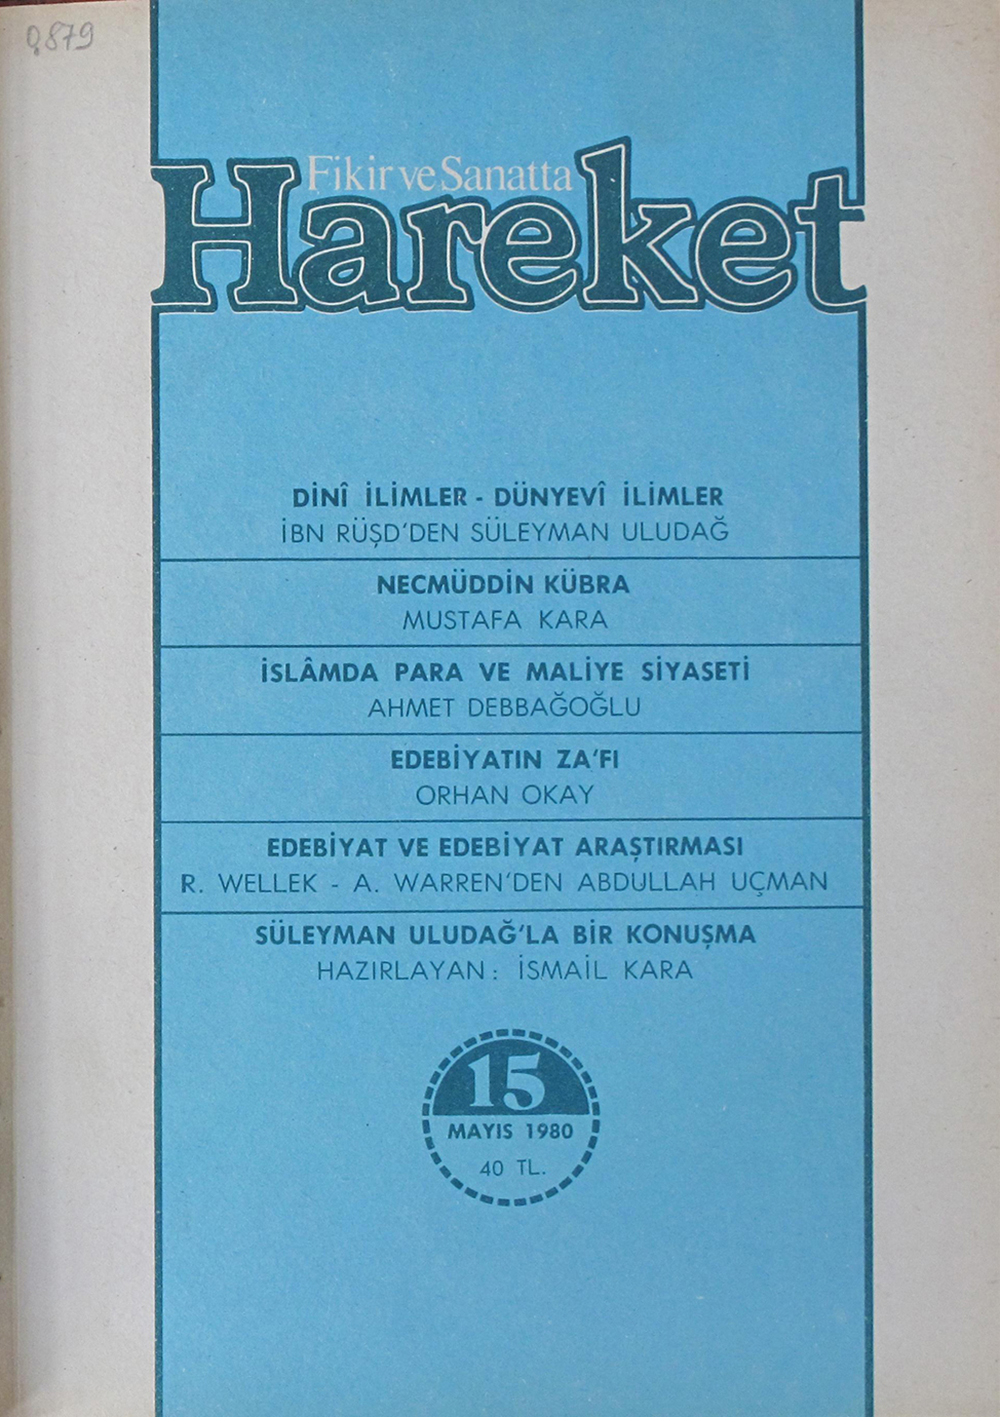 0879
Fikir ve Sanatta
Hareket
DİNÎ İLİMLER - DÜNYEVÎ İLİMLER
İBN RÜŞD'DEN SÜLEYMAN ULUDAĞ
NECMÜDDİN KÜBRA
MUSTAFA KARA
İSLÂMDA PARA VE MALİYE SİYASETİ
AHMET DEBBAĞOĞLU
EDEBİYATIN ZA'FI
ORHAN OKAY
EDEBİYAT VE EDEBİYAT ARAŞTIRMASI
R. WELLEK - A. WARREN'DEN ABDULLAH UÇMAN
SÜLEYMAN ULUDAĞ'LA BİR KONUŞMA
HAZIRLAYAN: İSMAİL KARA
15
MAYIS 1980
40 TL.